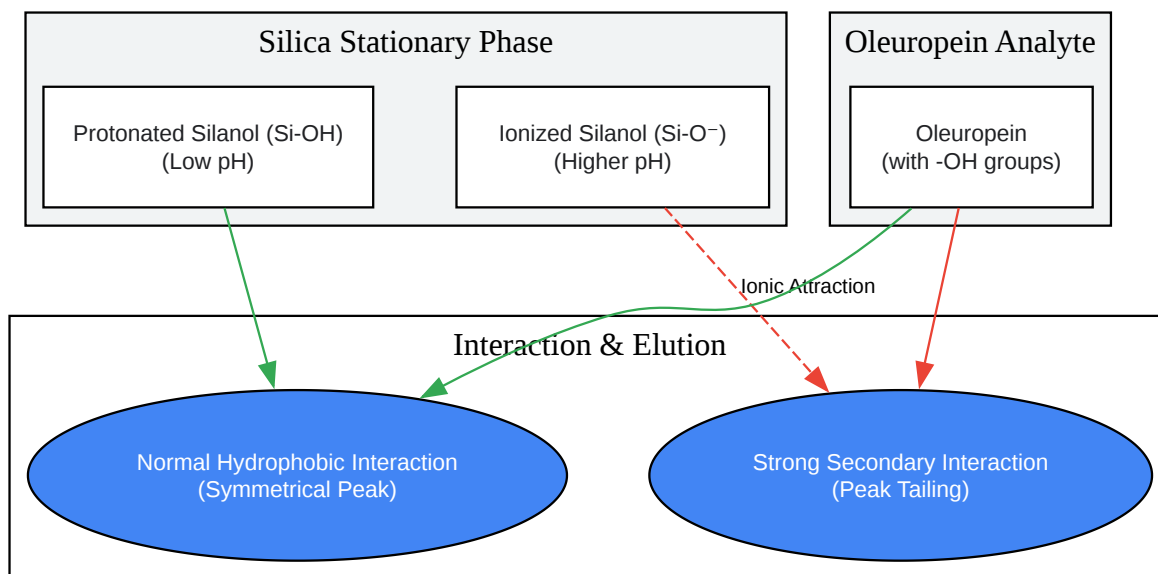 Silica Stationary Phase
Protonated Silanol (Si-OH)
(Low pH)
Ionized Silanol (Si-O⁻)
(Higher pH)
Oleuropein Analyte
Oleuropein
(with -OH groups)
Ionic Attraction
Interaction & Elution
Normal Hydrophobic Interaction
(Symmetrical Peak)
Strong Secondary Interaction
(Peak Tailing)